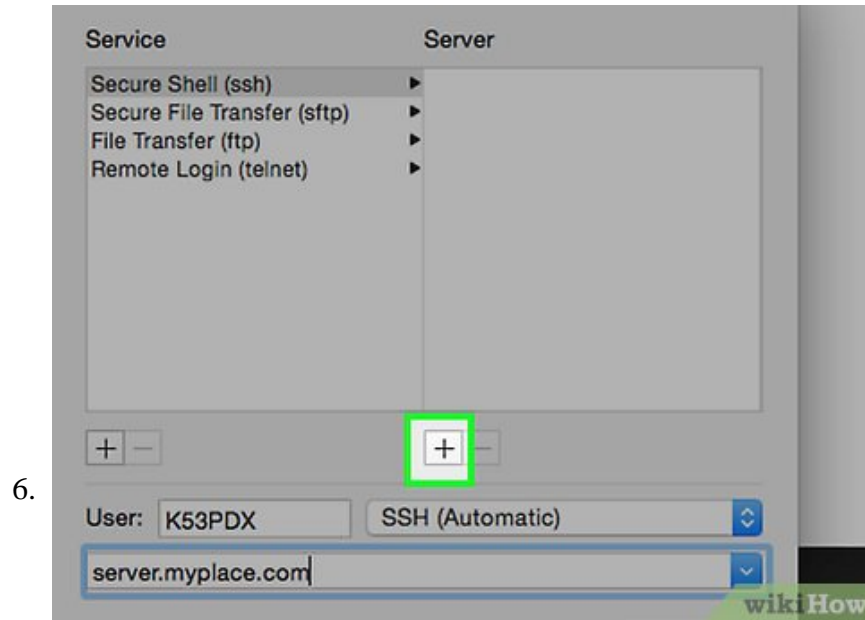 Service Server
Secure Shell (ssh)
Secure File Transfer (sftp)
File Transfer (ftp)
Remote Login (telnet)
+ − + −
6.
User: K53PDX SSH (Automatic)
server.myplace.com
wikiHow